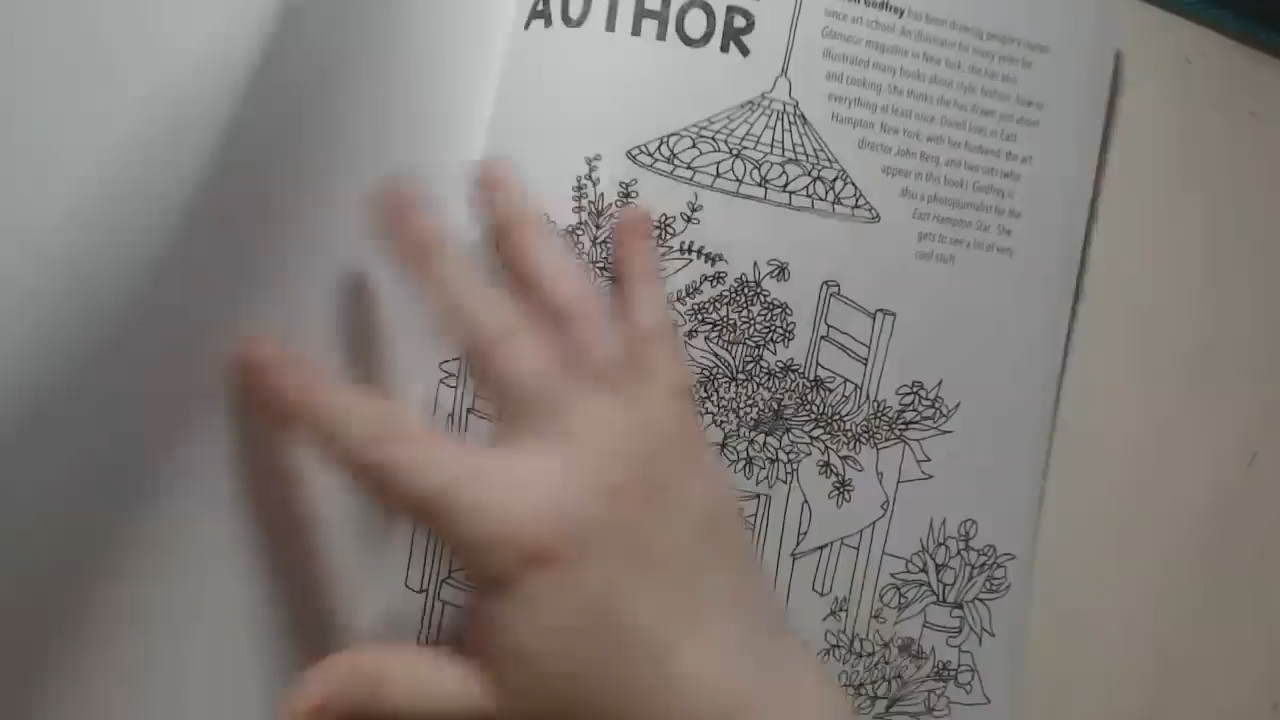 AUTHOR
Godfrey has been drawing people's clothes
since art school. An illustrator for many years for
Glamour magazine in New York, she has also
illustrated many books about style, fashion, how-to
and cooking. She thinks she has drawn just about
everything at least once. Durell lives in East
Hampton, New York, with her husband, the art
director John Berg, and two cats (who
appear in this book). Godfrey is
also a photojournalist for the
East Hampton Star. She
gets to see a lot of very
cool stuff.